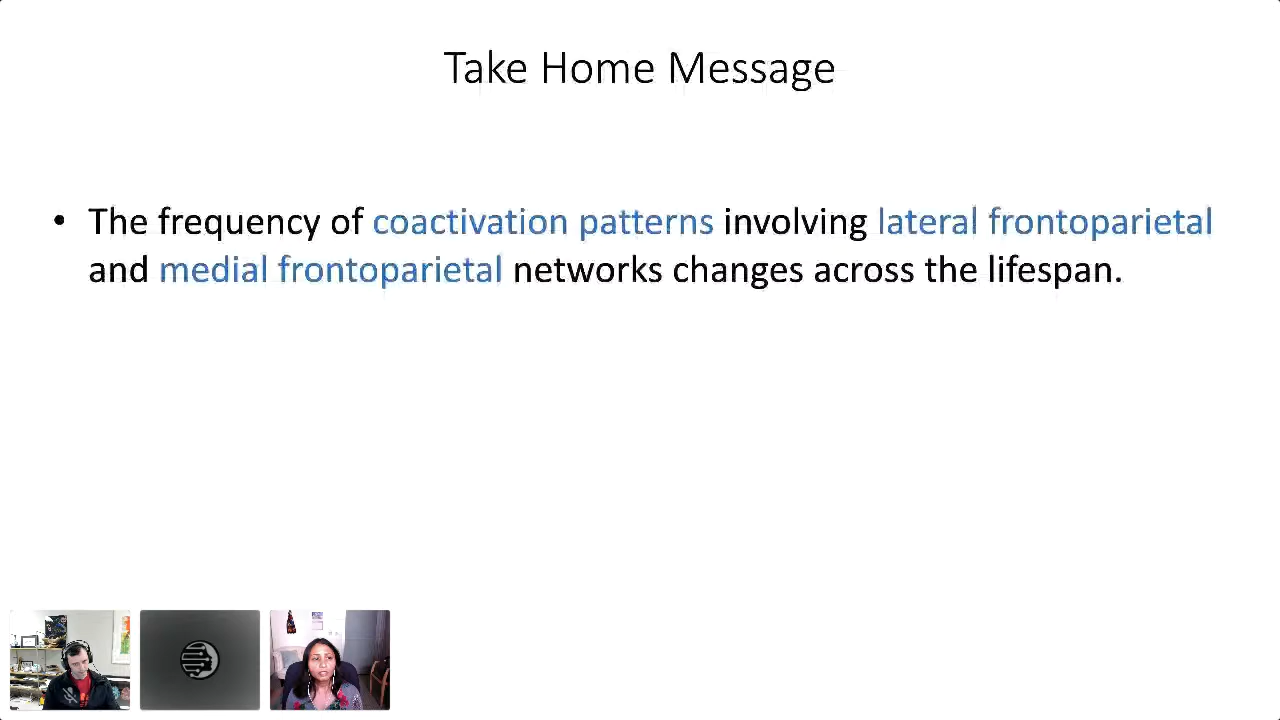 Take Home Message
• The frequency of coactivation patterns involving lateral frontoparietal
and medial frontoparietal networks changes across the lifespan.